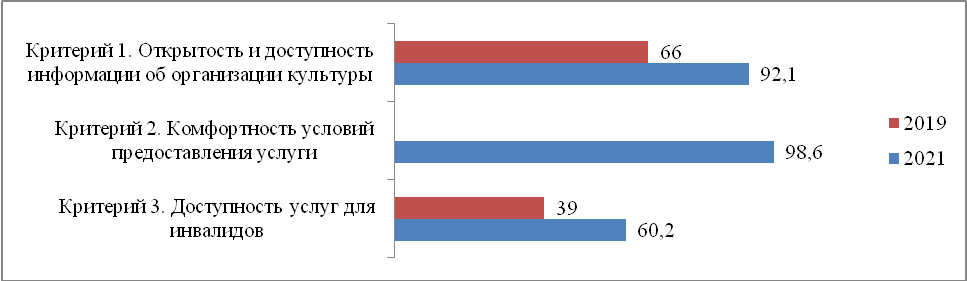 Критерий 1. Открытость и доступность
информации об организации культуры
66
92,1
Критерий 2. Комфортность условий
предоставления услуги
98,6
Критерий 3. Доступность услуг для
инвалидов
39
60,2
2019
2021